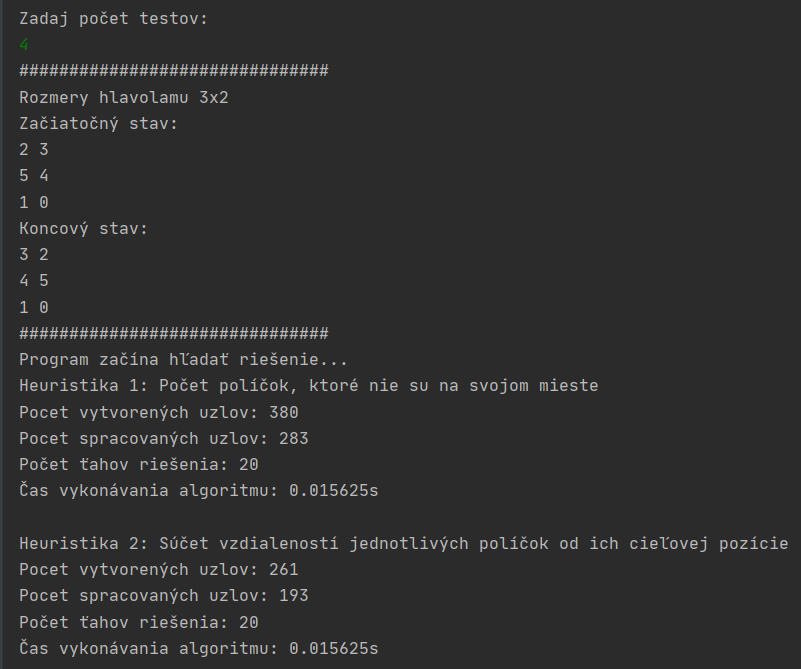 Zadaj počet testov:
4
###############################
Rozmery hlavolamu 3x2
Začiatočný stav:
2 3
5 4
1 0
Koncový stav:
3 2
4 5
1 0
###############################
Program začína hľadať riešenie...
Heuristika 1: Počet políčok, ktoré nie su na svojom mieste
Pocet vytvorených uzlov: 380
Pocet spracovaných uzlov: 283
Počet ťahov riešenia: 20
Čas vykonávania algoritmu: 0.015625s
Heuristika 2: Súčet vzdialeností jednotlivých políčok od ich cieľovej pozície
Pocet vytvorených uzlov: 261
Pocet spracovaných uzlov: 193
Počet ťahov riešenia: 20
Čas vykonávania algoritmu: 0.015625s